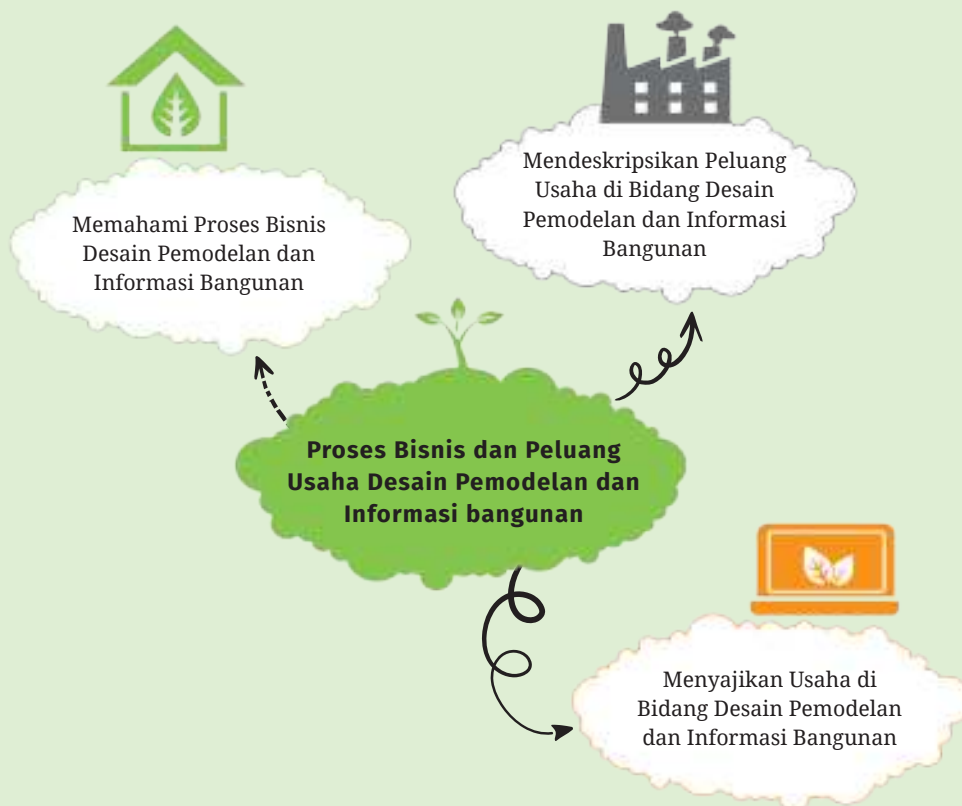 Mendeskripsikan Peluang
Usaha di Bidang Desain
Pemodelan dan Informasi
Bangunan
Memahami Proses Bisnis
Desain Pemodelan dan
Informasi Bangunan
Proses Bisnis dan Peluang
Usaha Desain Pemodelan dan
Informasi bangunan
Menyajikan Usaha di
Bidang Desain Pemodelan
dan Informasi Bangunan